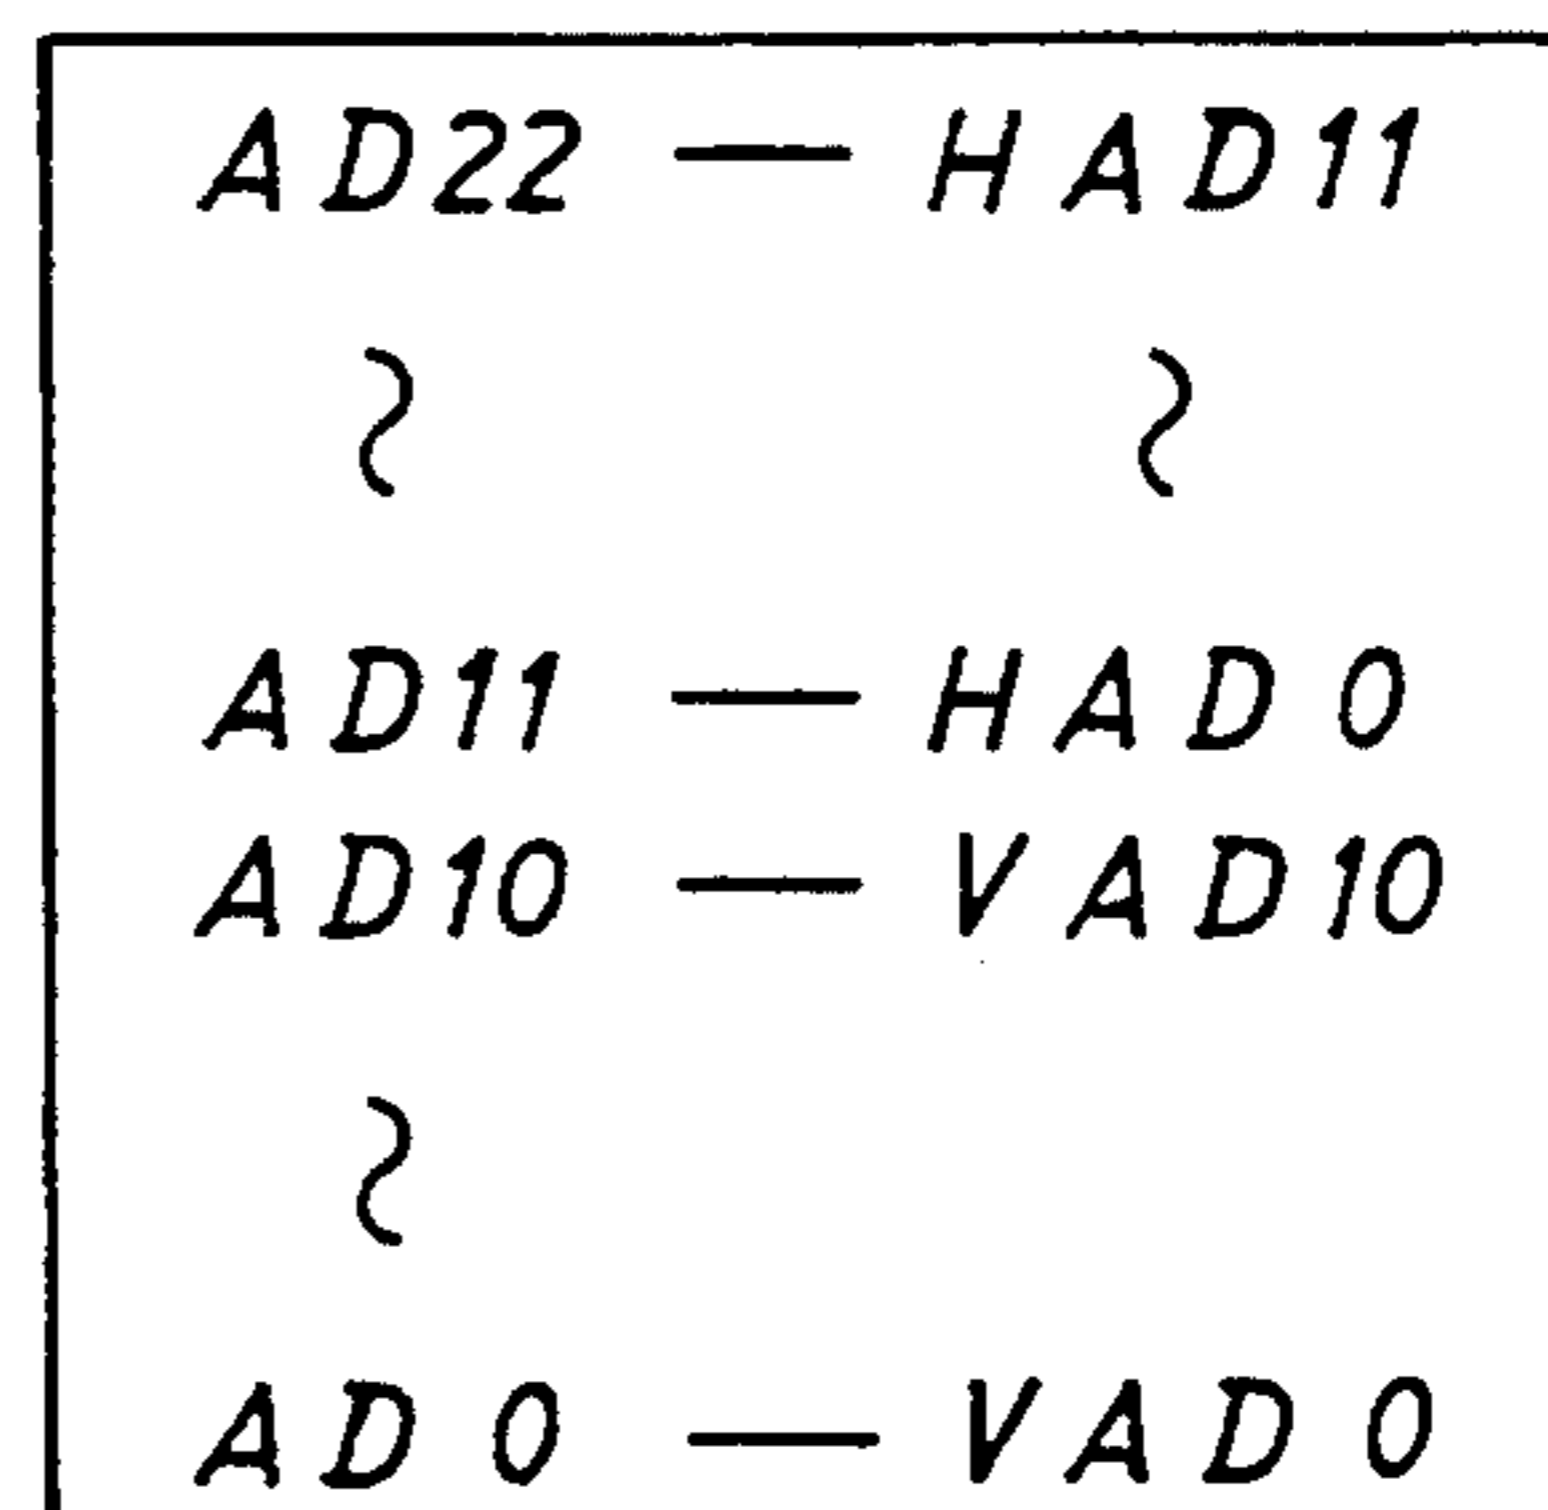 AD22 — HAD11
~ ~
AD11 — HAD0
AD10 — VAD10
~
AD0 — VAD0